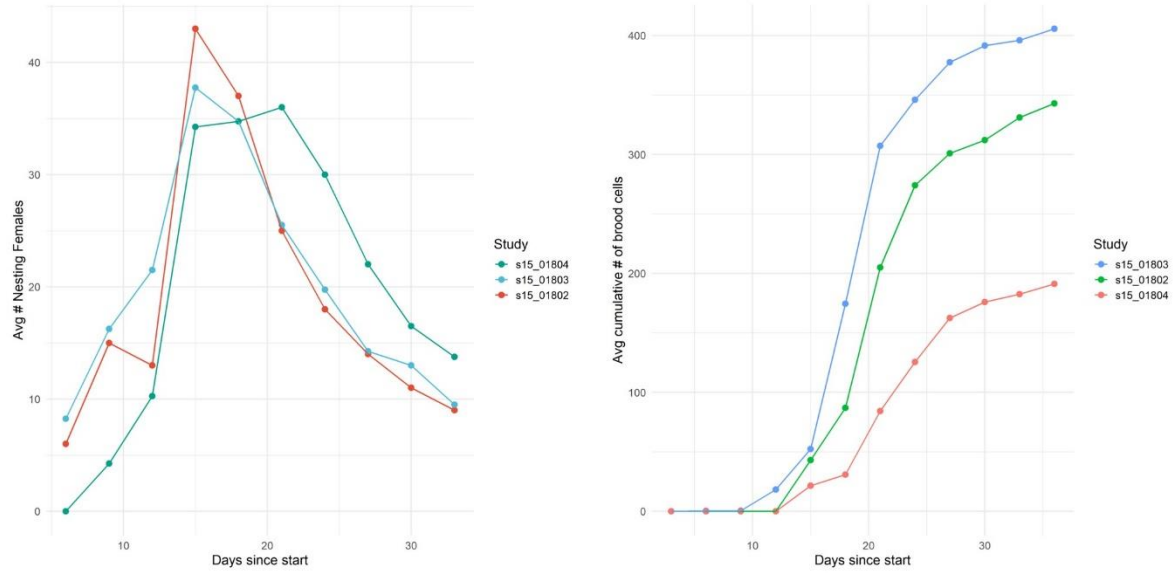 Avg # Nesting Females
40
30
20
10
0
10
20
30
Days since start
Study
s15_01804
s15_01803
s15_01802
Avg cumulative # of brood cells
400
300
200
100
0
10
20
30
Days since start
Study
s15_01803
s15_01802
s15_01804